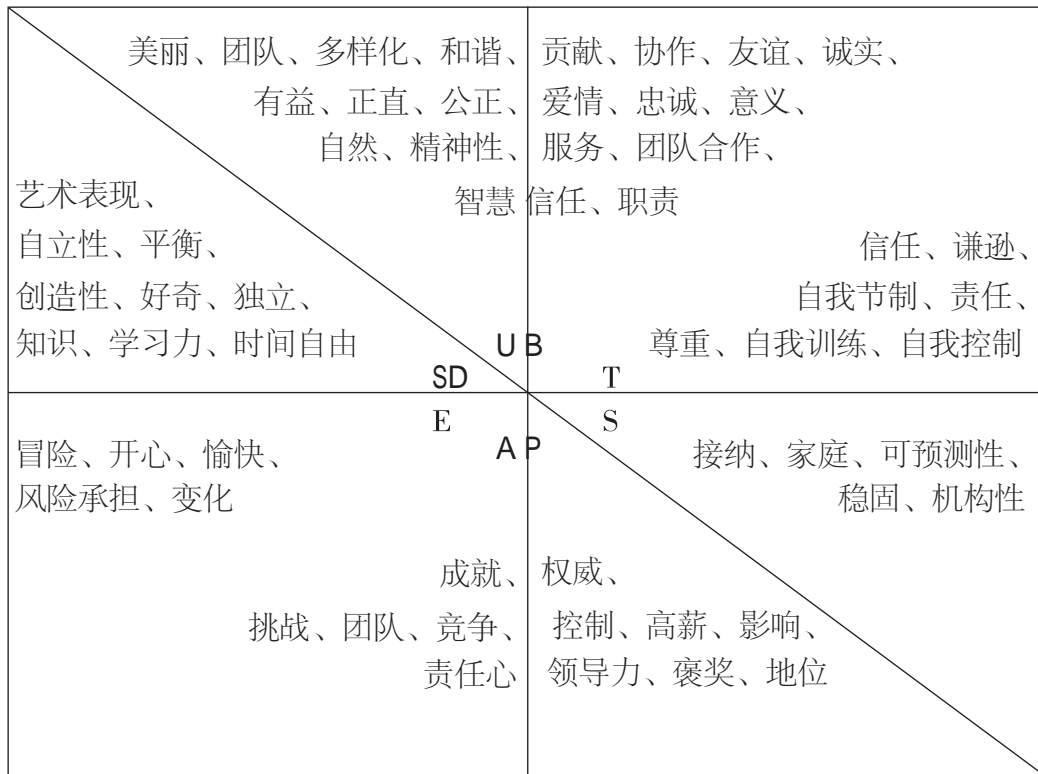 美丽、团队、多样化、和谐、
有益、正直、公正、
自然、精神性、
智慧
贡献、协作、友谊、诚实、
爱情、忠诚、意义、
服务、团队合作、
信任、职责
艺术表现、
自立性、平衡、
创造性、好奇、独立、
知识、学习力、时间自由
信任、谦逊、
自我节制、责任、
尊重、自我训练、自我控制
U B
SD T
E S
A P
冒险、开心、愉快、
风险承担、变化
接纳、家庭、可预测性、
稳固、机构性
成就、
挑战、团队、竞争、
责任心
权威、
控制、高薪、影响、
领导力、褒奖、地位